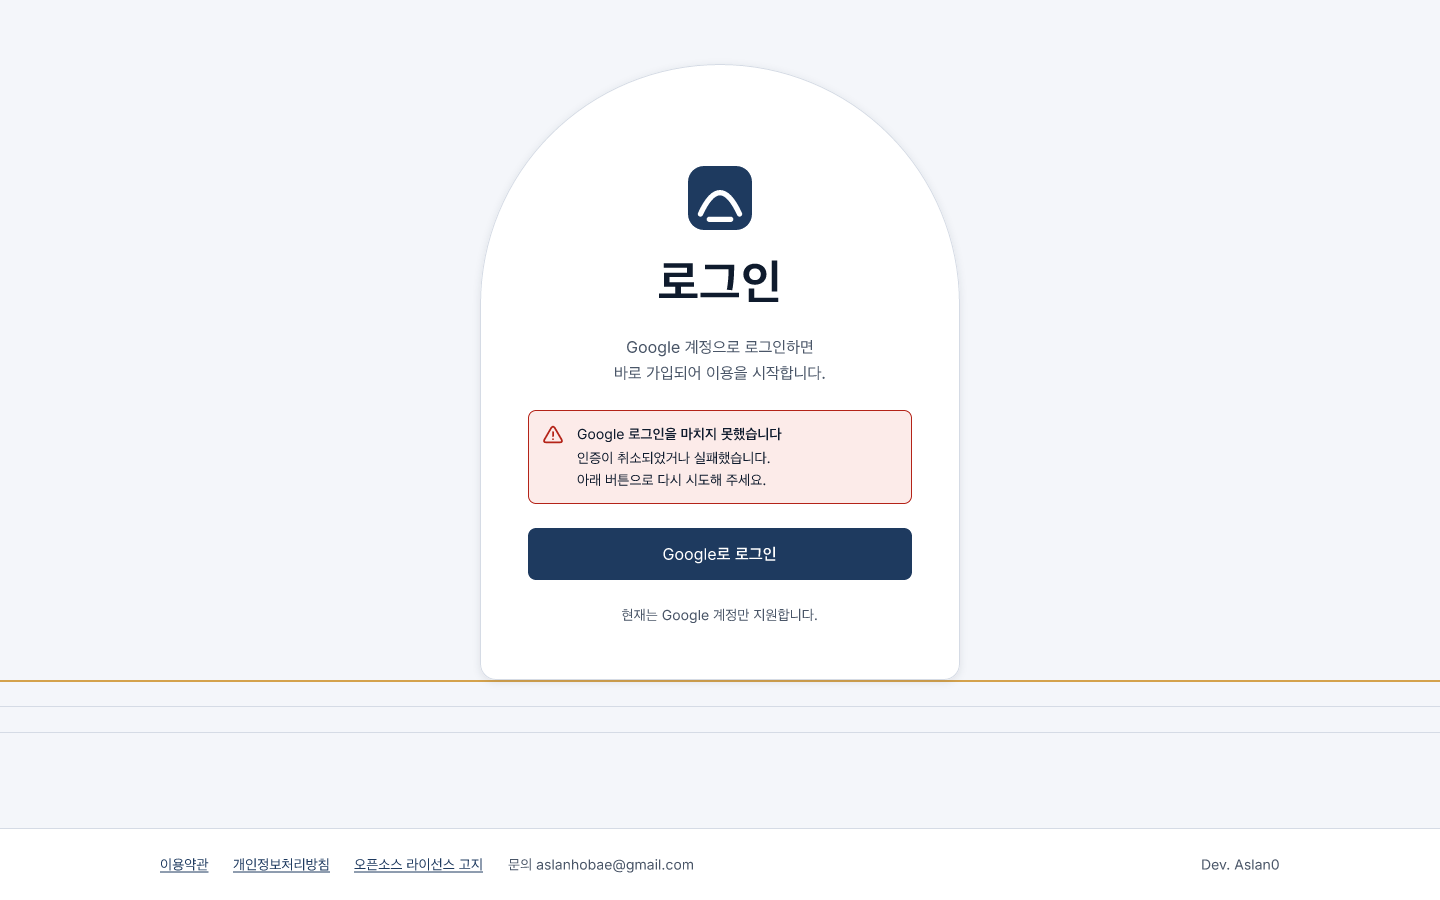 로그인
Google 계정으로 로그인하면
바로 가입되어 이용을 시작합니다.
Google 로그인을 마치지 못했습니다
인증이 취소되었거나 실패했습니다.
아래 버튼으로 다시 시도해 주세요.
Google로 로그인
현재는 Google 계정만 지원합니다.
이용약관 개인정보처리방침 오픈소스 라이선스 고지 문의 aslanhobae@gmail.com Dev. Aslan0